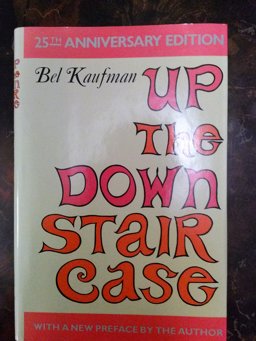 25TH ANNIVERSARY EDITION
Bel Kaufman
UP
THE
DOWN
STAIR
CASE
WITH A NEW PREFACE BY THE AUTHOR